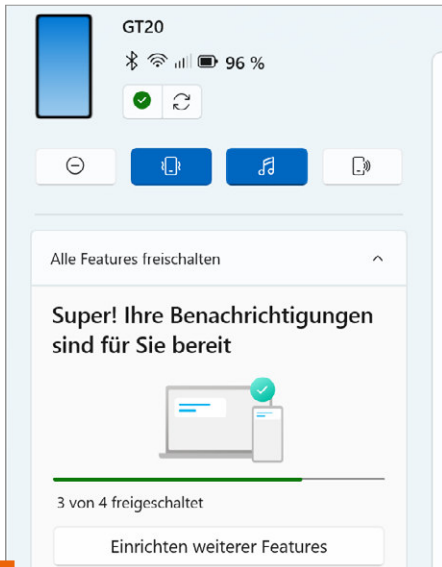 GT20
96 %
Alle Features freischalten
Super! Ihre Benachrichtigungen
sind für Sie bereit
3 von 4 freigeschaltet
Einrichten weiterer Features